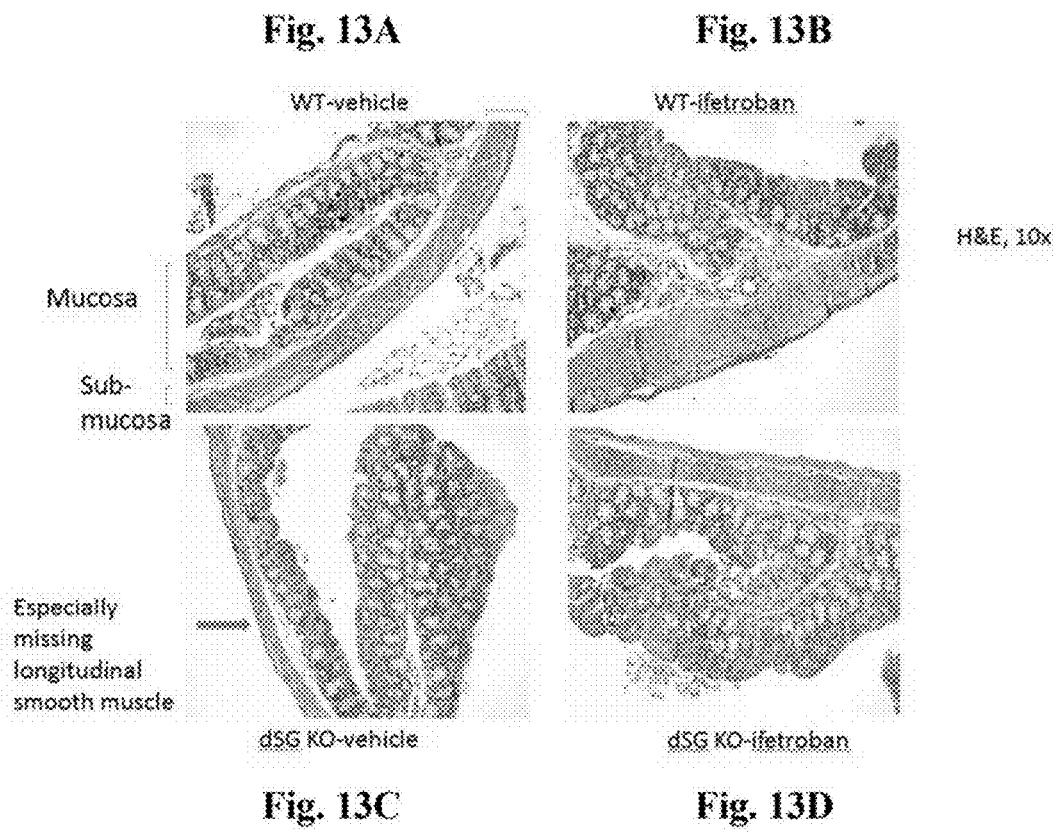 Fig. 13A
Fig. 13B
WT-vehicle
WT-ifetroban
H&E, 10x
Mucosa
Sub-
mucosa
Especially
missing
longitudinal
smooth muscle
dSG KO-vehicle
dSG KO-ifetroban
Fig. 13C
Fig. 13D